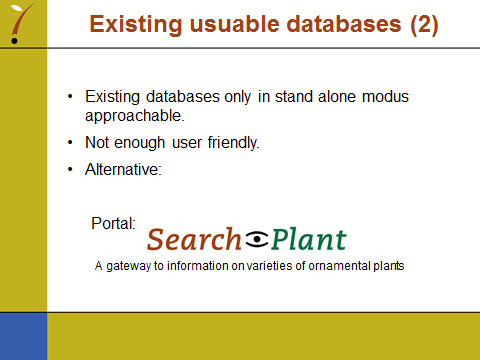 Existing usuable databases (2)
• Existing databases only in stand alone modus
approachable.
• Not enough user friendly.
• Alternative:
Portal:
Search Plant
A gateway to information on varieties of ornamental plants